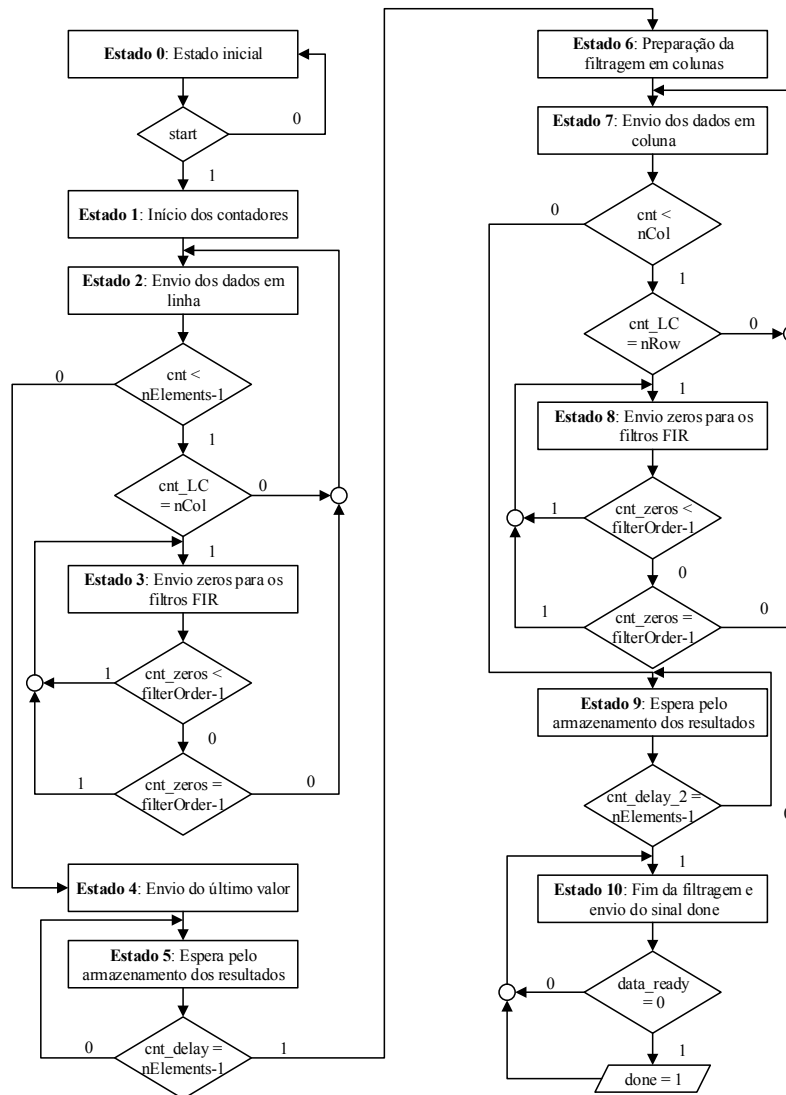 Estado 0: Estado inicial
start
0
1
Estado 1: Início dos contadores
Estado 2: Envio dos dados em
linha
cnt <
nElements-1
0
1
cnt_LC
= nCol
0
1
Estado 3: Envio zeros para os
filtros FIR
cnt_zeros <
filterOrder-1
1
0
cnt_zeros =
filterOrder-1
1
0
Estado 4: Envio do último valor
Estado 5: Espera pelo
armazenamento dos resultados
cnt_delay =
nElements-1
0
1
Estado 6: Preparação da
filtragem em colunas
Estado 7: Envio dos dados em
coluna
cnt <
nCol
0
1
cnt_LC
= nRow
0
1
Estado 8: Envio zeros para os
filtros FIR
cnt_zeros <
filterOrder-1
1
0
cnt_zeros =
filterOrder-1
1
0
Estado 9: Espera pelo
armazenamento dos resultados
cnt_delay_2 =
nElements-1
0
1
Estado 10: Fim da filtragem e
envio do sinal done
data_ready
= 0
0
1
done = 1